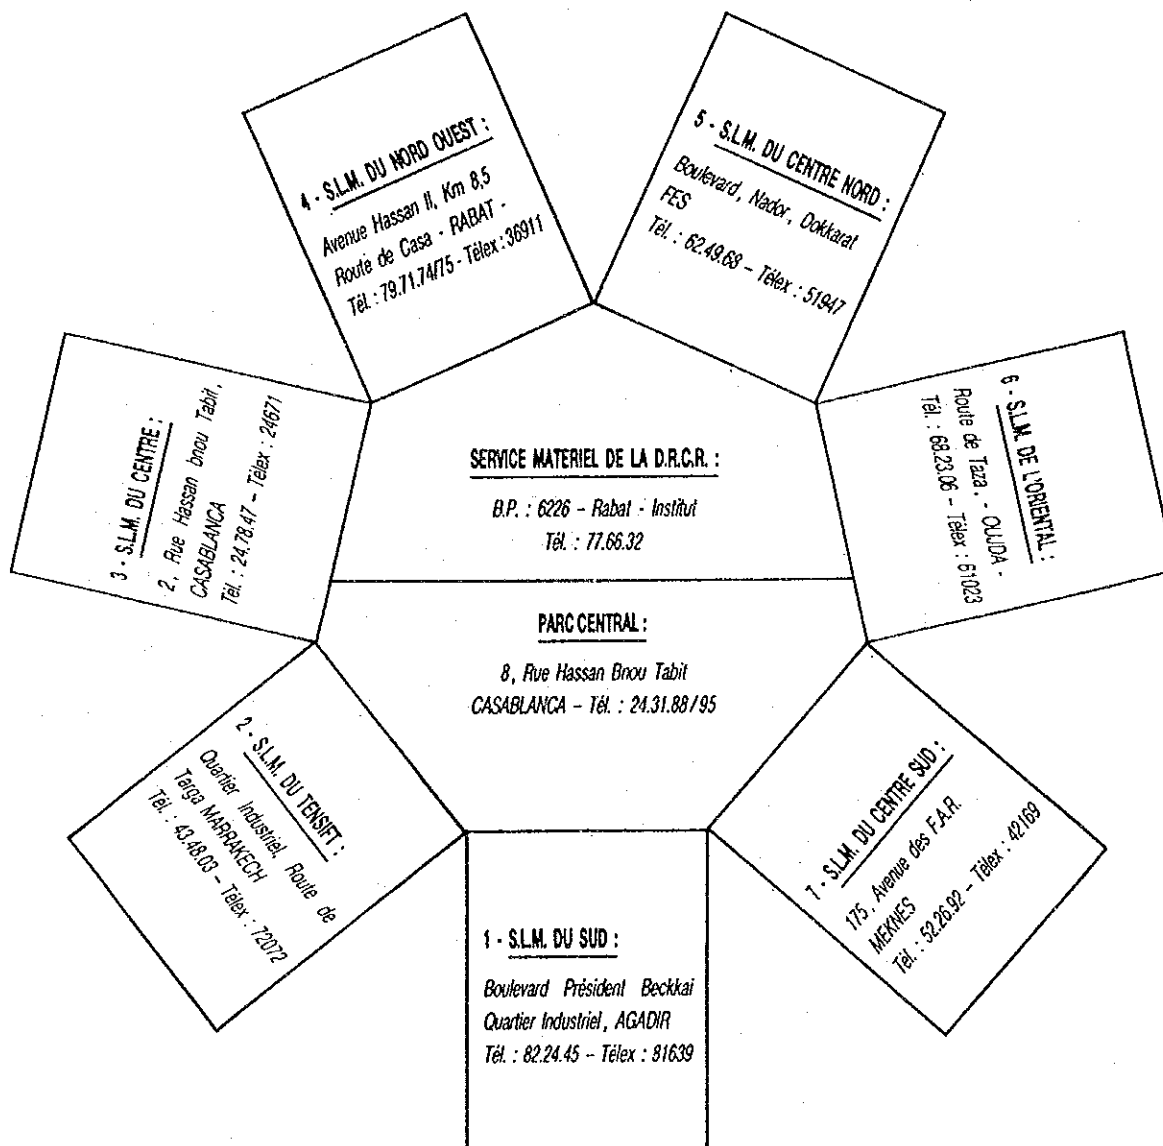 4 - S.L.M. DU NORD OUEST :
Avenue Hassan II, Km 8,5
Route de Casa - RABAT -
Tél. : 79.71.74/75 - Télex : 36911
5 - S.L.M. DU CENTRE NORD :
Boulevard, Nador, Dokkarat
FES
Tél. : 62.49.68 – Télex : 51947
3 - S.L.M. DU CENTRE :
2, Rue Hassan bnou Tabit,
CASABLANCA
Tél. : 24.78.47 – Télex : 24671
SERVICE MATERIEL DE LA D.R.C.R. :
B.P. : 6226 – Rabat - Institut
Tél. : 77.66.32
6 - S.L.M. DE L'ORIENTAL :
Route de Taza, - OUJDA -
Tél. : 68.23.06 – Télex : 61023
PARC CENTRAL :
8, Rue Hassan Bnou Tabit
CASABLANCA – Tél. : 24.31.88/95
2 - S.L.M. DU TENSIFT :
Quartier Industriel, Route de
Targa MARRAKECH
Tél. : 43.48.03 – Télex : 72072
1 - S.L.M. DU SUD :
Boulevard Président Beckkai
Quartier Industriel, AGADIR
Tél. : 82.24.45 – Télex : 81639
7 - S.L.M. DU CENTRE SUD :
175, Avenue des F.A.R.
MEKNES
Tél. : 52.26.92 – Télex : 42169